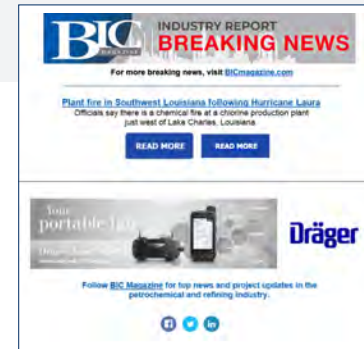 BIC
MAGAZINE
INDUSTRY REPORT
BREAKING NEWS
For more breaking news, visit BICmagazine.com
Plant fire in Southwest Louisiana following Hurricane Laura
Officials say there is a chemical fire at a chlorine production plant
just west of Lake Charles, Louisiana.
READ MORE
READ MORE
Your
portable lab
Dräger
Follow BIC Magazine for top news and project updates in the
petrochemical and refining industry.